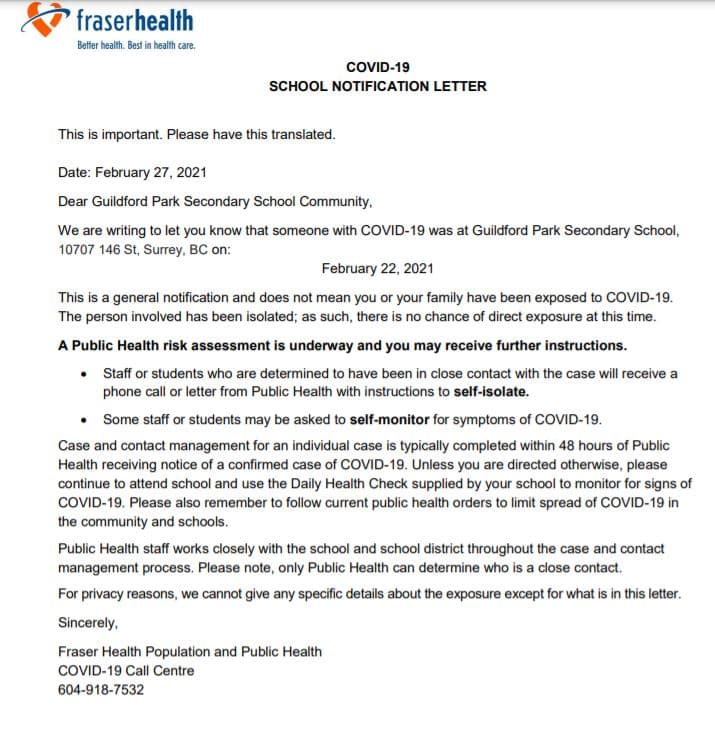 fraserhealth
Better health. Best in health care.
COVID-19
SCHOOL NOTIFICATION LETTER
This is important. Please have this translated.
Date: February 27, 2021
Dear Guildford Park Secondary School Community,
We are writing to let you know that someone with COVID-19 was at Guildford Park Secondary School,
10707 146 St, Surrey, BC on:
February 22, 2021
This is a general notification and does not mean you or your family have been exposed to COVID-19.
The person involved has been isolated; as such, there is no chance of direct exposure at this time.
A Public Health risk assessment is underway and you may receive further instructions.
• Staff or students who are determined to have been in close contact with the case will receive a
phone call or letter from Public Health with instructions to self-isolate.
• Some staff or students may be asked to self-monitor for symptoms of COVID-19.
Case and contact management for an individual case is typically completed within 48 hours of Public
Health receiving notice of a confirmed case of COVID-19. Unless you are directed otherwise, please
continue to attend school and use the Daily Health Check supplied by your school to monitor for signs of
COVID-19. Please also remember to follow current public health orders to limit spread of COVID-19 in
the community and schools.
Public Health staff works closely with the school and school district throughout the case and contact
management process. Please note, only Public Health can determine who is a close contact.
For privacy reasons, we cannot give any specific details about the exposure except for what is in this letter.
Sincerely,
Fraser Health Population and Public Health
COVID-19 Call Centre
604-918-7532